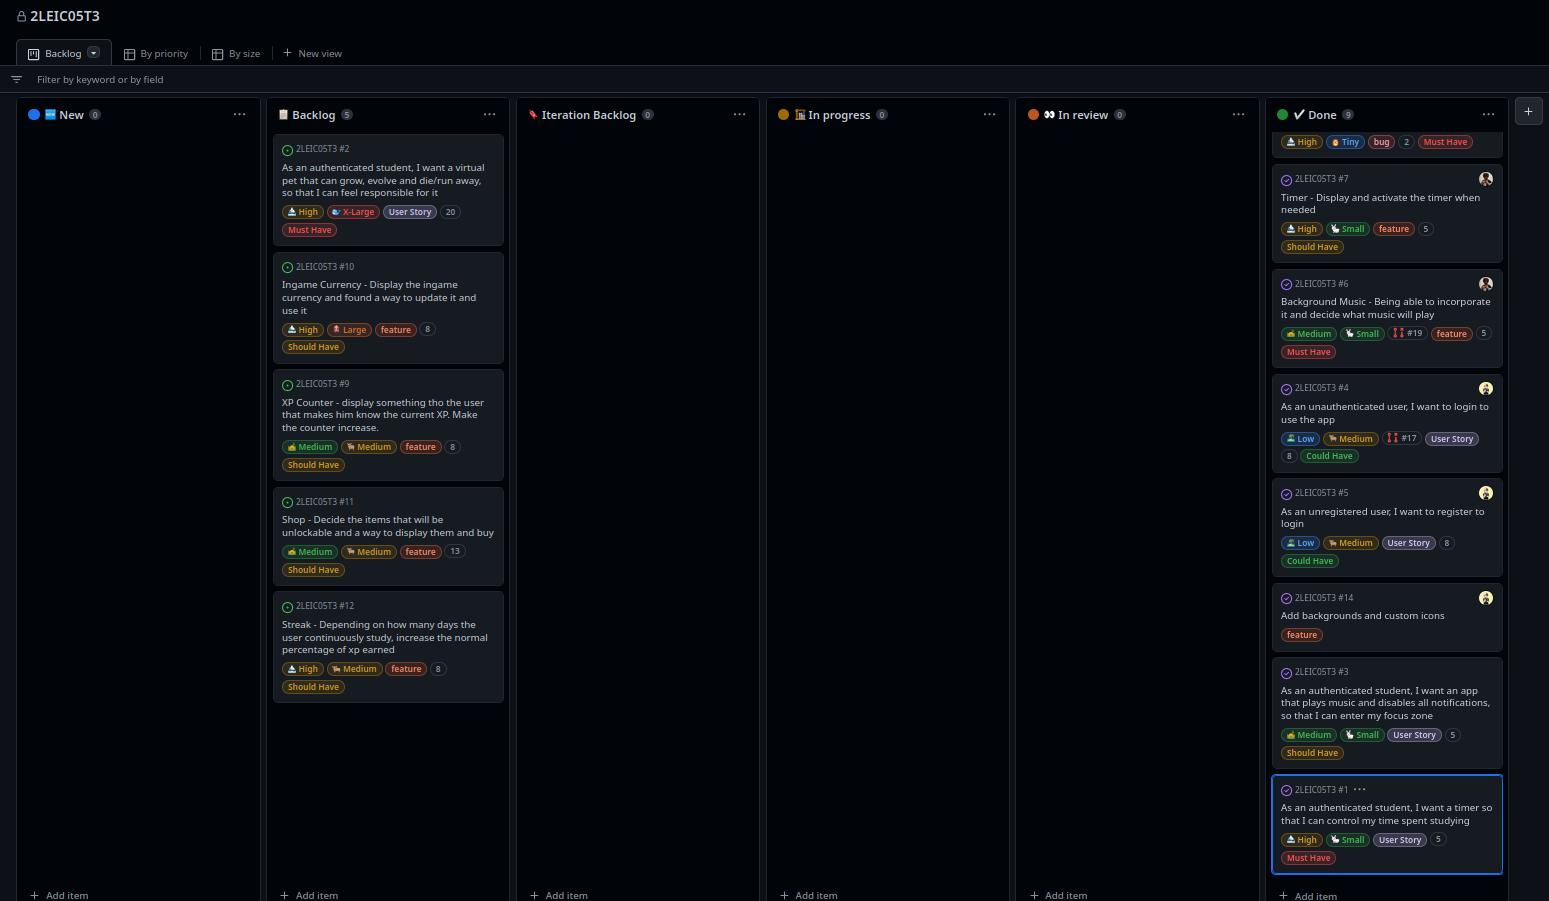 2LEIC05T3
Backlog
By priority
By size
New view
Filter by keyword or by field
New 0
Backlog 5
2LEIC05T3 #2
As an authenticated student, I want a virtual
pet that can grow, evolve and die/run away,
so that I can feel responsible for it
High X-Large User Story 20
Must Have
2LEIC05T3 #10
Ingame Currency - Display the ingame
currency and found a way to update it and
use it
High Large feature 8
Should Have
2LEIC05T3 #9
XP Counter - display something tho the user
that makes him know the current XP. Make
the counter increase.
Medium Medium feature 8
Should Have
2LEIC05T3 #11
Shop - Decide the items that will be
unlockable and a way to display them and buy
Medium Medium feature 13
Should Have
2LEIC05T3 #12
Streak - Depending on how many days the
user continuously study, increase the normal
percentage of xp earned
High Medium feature 8
Should Have
Iteration Backlog 0
In progress 0
In review 0
Done 9
High Tiny bug 2 Must Have
2LEIC05T3 #7
Timer - Display and activate the timer when
needed
High Small feature 5
Should Have
2LEIC05T3 #6
Background Music - Being able to incorporate
it and decide what music will play
Medium Small #19 feature 5
Must Have
2LEIC05T3 #4
As an unauthenticated user, I want to login to
use the app
Low Medium #17 User Story
8 Could Have
2LEIC05T3 #5
As an unregistered user, I want to register to
login
Low Medium User Story 8
Could Have
2LEIC05T3 #14
Add backgrounds and custom icons
feature
2LEIC05T3 #3
As an authenticated student, I want an app
that plays music and disables all notifications,
so that I can enter my focus zone
Medium Small User Story 5
Should Have
2LEIC05T3 #1
As an authenticated student, I want a timer so
that I can control my time spent studying
High Small User Story 5
Must Have
Add item
Add item
Add item
Add item
Add item
Add item